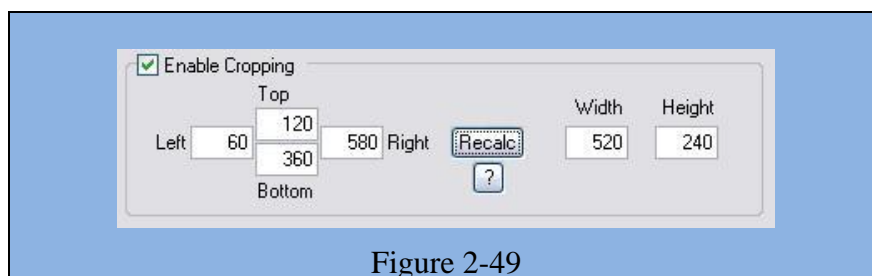 Enable Cropping
Top
Width Height
120
Left 60 580 Right Recalc 520 240
360
?
Bottom
Figure 2-49